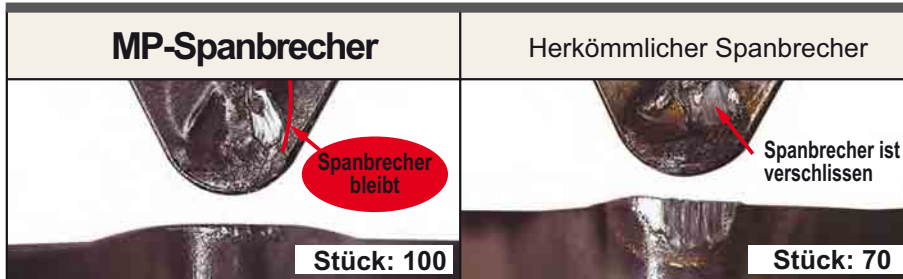 MP-Spanbrecher
Herkömmlicher Spanbrecher
Spanbrecher
bleibt
Spanbrecher ist
verschlissen
Stück: 100
Stück: 70